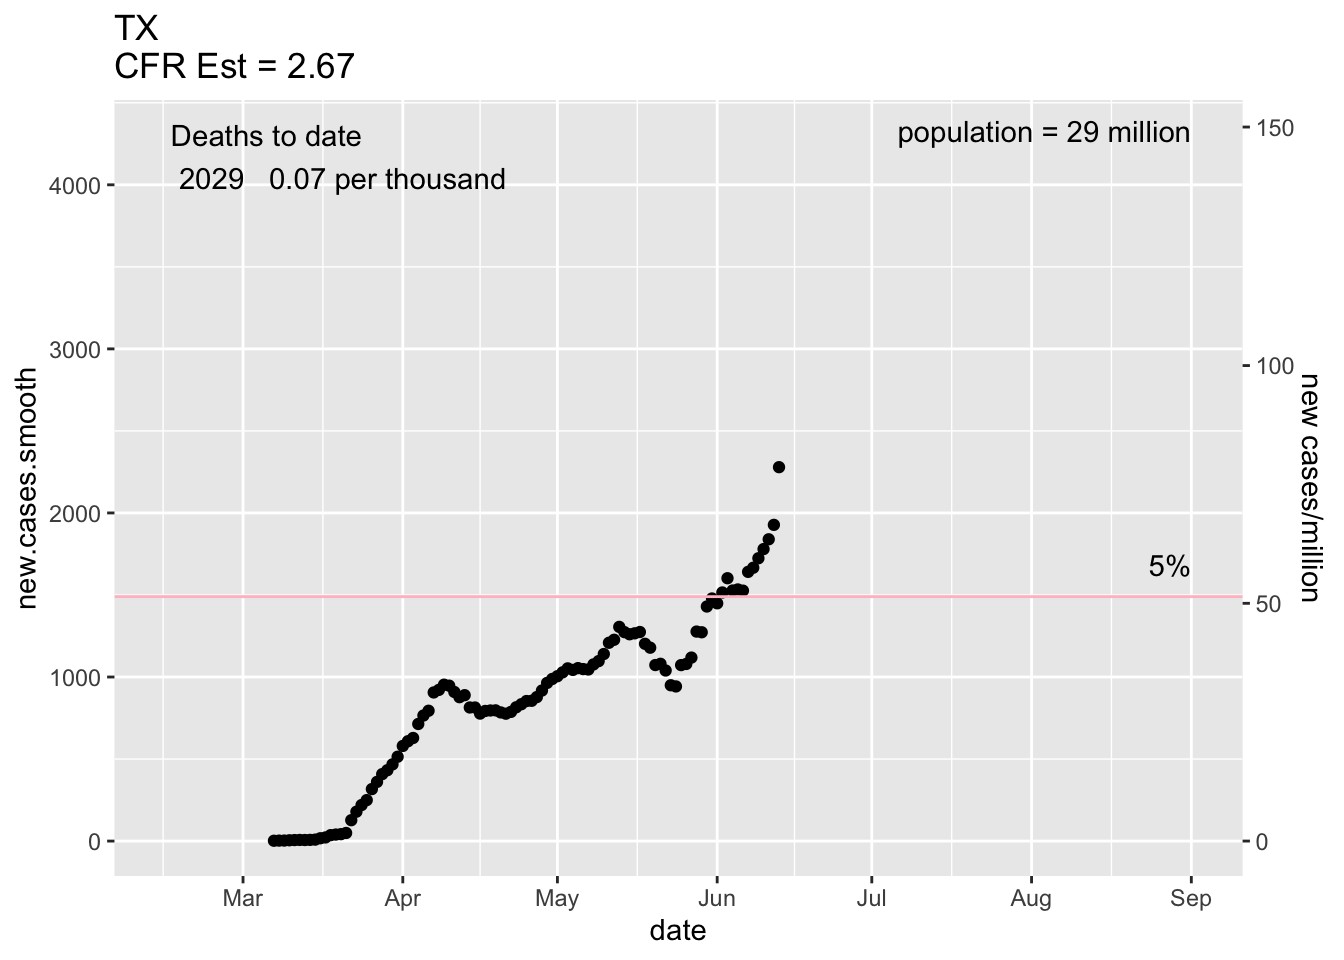 TX
CFR Est = 2.67
Deaths to date
2029 0.07 per thousand
population = 29 million
5%
new.cases.smooth
4000
3000
2000
1000
0
150
100
50
0
new cases/million
Mar Apr May Jun Jul Aug Sep
date